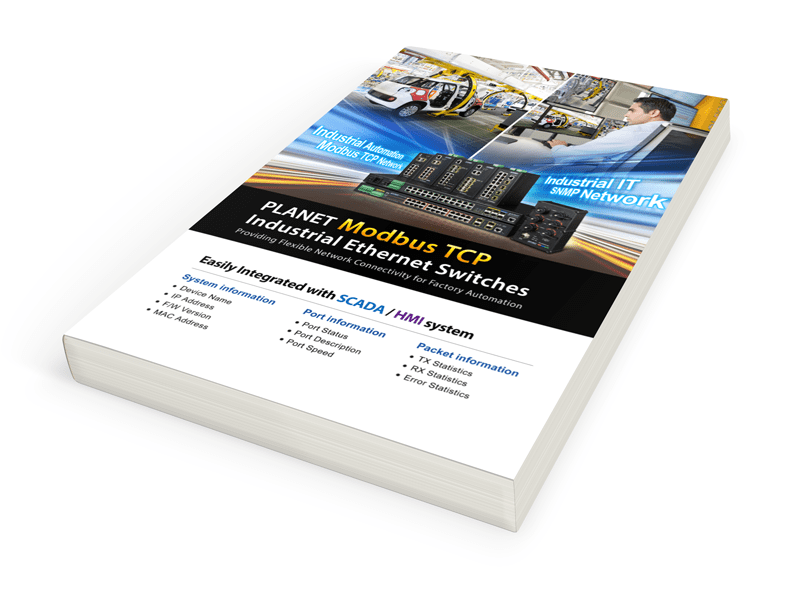 Industrial Automation
Modbus TCP Network
Industrial IT
SNMP Network
PLANET Modbus TCP
Industrial Ethernet Switches
Providing Flexible Network Connectivity for Factory Automation
Easily Integrated with SCADA / HMI system
System information
• Device Name
• IP Address
• F/W Version
• MAC Address
Port information
• Port Status
• Port Description
• Port Speed
Packet information
• TX Statistics
• RX Statistics
• Error Statistics